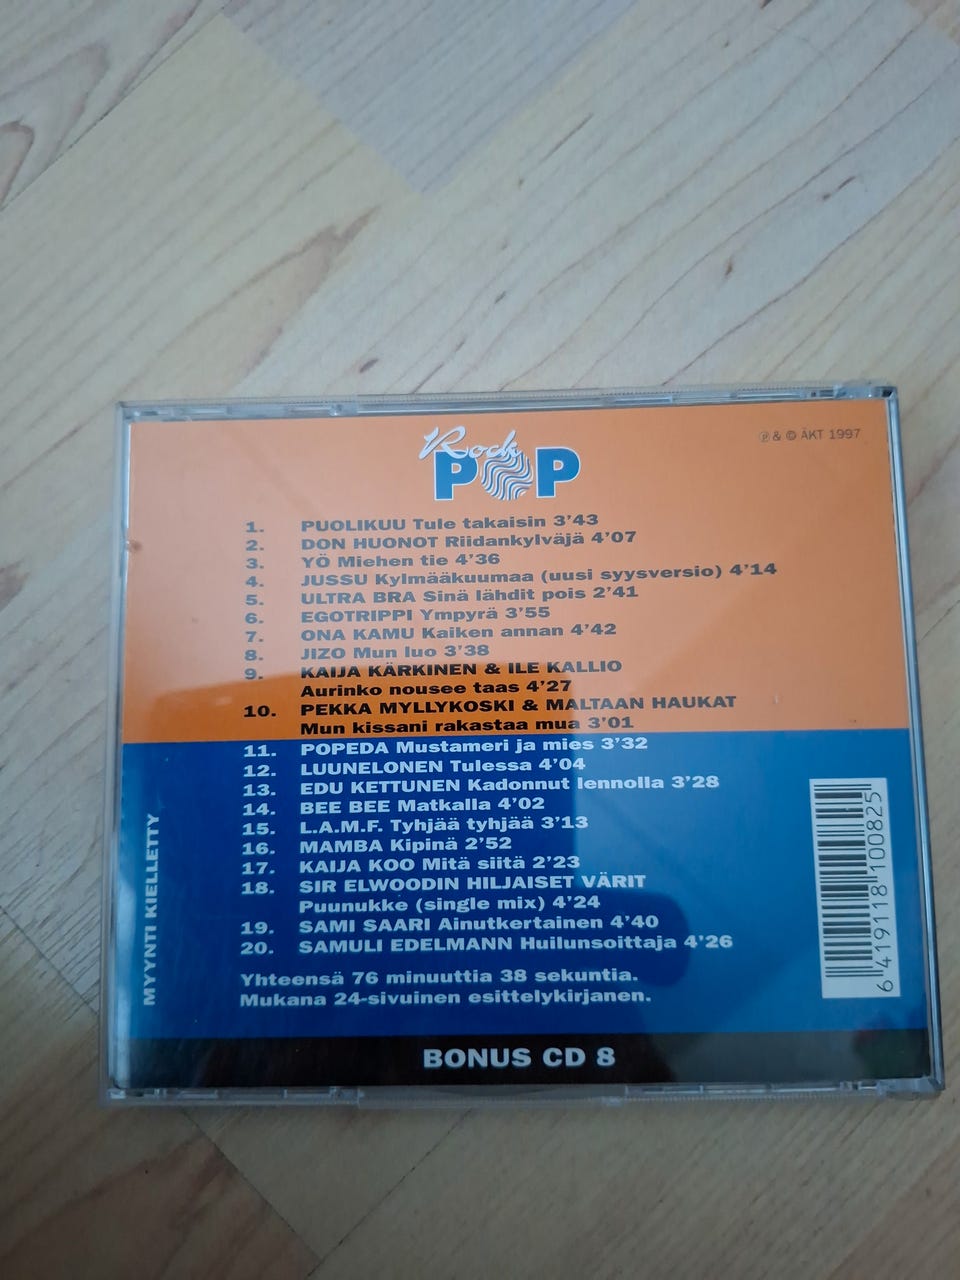 Rock
POP
℗ & © ÄKT 1997
1. PUOLIKUU Tule takaisin 3'43
2. DON HUONOT Riidankylväjä 4'07
3. YÖ Miehen tie 4'36
4. JUSSU Kylmääkuumaa (uusi syysversio) 4'14
5. ULTRA BRA Sinä lähdit pois 2'41
6. EGOTRIPPI Ympyrä 3'55
7. ONA KAMU Kaiken annan 4'42
8. JIZO Mun luo 3'38
9. KAIJA KÄRKINEN & ILE KALLIO
Aurinko nousee taas 4'27
10. PEKKA MYLLYKOSKI & MALTAAN HAUKAT
Mun kissani rakastaa mua 3'01
11. POPEDA Mustameri ja mies 3'32
12. LUUNELONEN Tulessa 4'04
13. EDU KETTUNEN Kadonnut lennolla 3'28
14. BEE BEE Matkalla 4'02
15. L.A.M.F. Tyhjää tyhjää 3'13
16. MAMBA Kipinä 2'52
17. KAIJA KOO Mitä siitä 2'23
18. SIR ELWOODIN HILJAISET VÄRIT
Puunukke (single mix) 4'24
19. SAMI SAARI Ainutkertainen 4'40
20. SAMULI EDELMANN Huilunsoittaja 4'26
Yhteensä 76 minuuttia 38 sekuntia.
Mukana 24-sivuinen esittelykirjanen.
MYYNTI KIELLETTY
6 419118 100825
BONUS CD 8